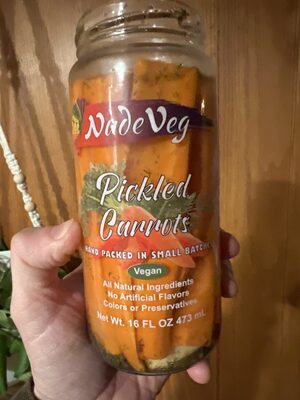 NadeVeg
Pickled
Carrots
HAND PACKED IN SMALL BATCHES
Vegan
All Natural Ingredients
No Artificial Flavors
Colors or Preservatives
Net Wt. 16 FL OZ 473 mL